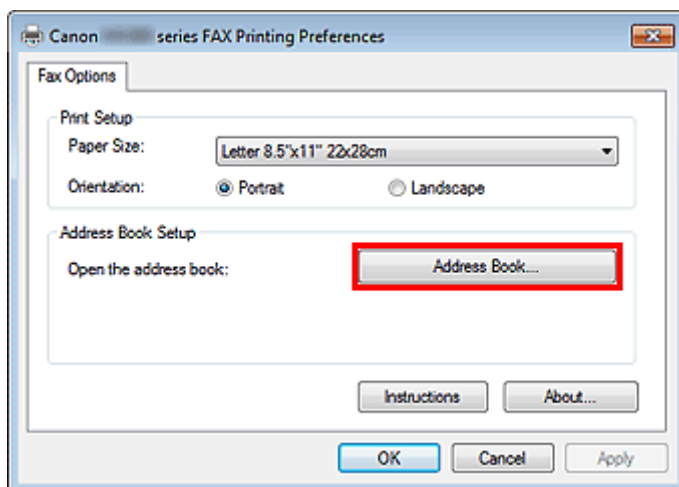 Canon series FAX Printing Preferences
Fax Options
Print Setup
Paper Size: Letter 8.5"x11" 22x28cm
Orientation: Portrait Landscape
Address Book Setup
Open the address book: Address Book...
Instructions About...
OK Cancel Apply